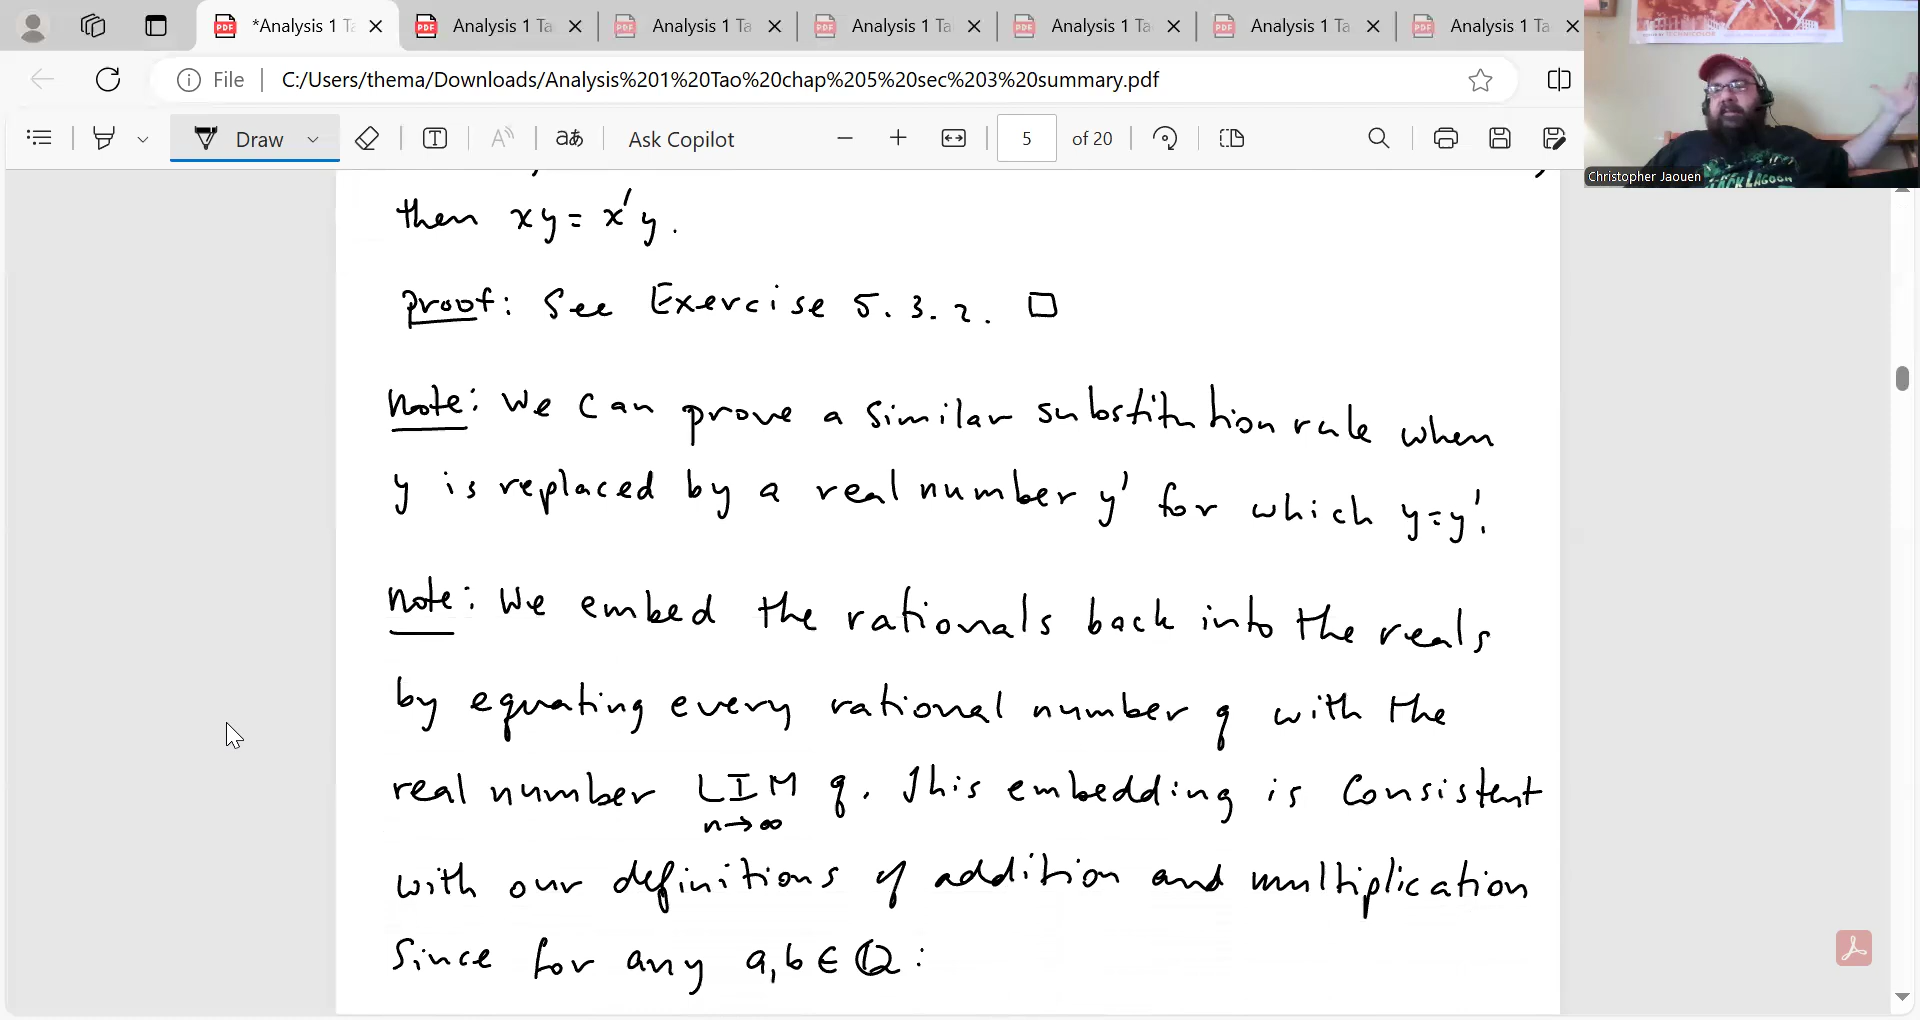 *Analysis 1 Ta
Analysis 1 Ta
Analysis 1 Ta
Analysis 1 Ta
Analysis 1 Ta
Analysis 1 Ta
Analysis 1 Ta
File
C:/Users/thema/Downloads/Analysis%201%20Tao%20chap%205%20sec%203%20summary.pdf
Draw
Ask Copilot
5 of 20
Christopher Jaouen
then xy = x'y.
proof: See Exercise 5.3.2. □
note: We can prove a similar substitution rule when
y is replaced by a real number y' for which y=y'.
note: We embed the rationals back into the reals
by equating every rational number q with the
real number LIM q. This embedding is consistent
n→∞
with our definitions of addition and multiplication
since for any a,b ∈ ℚ: